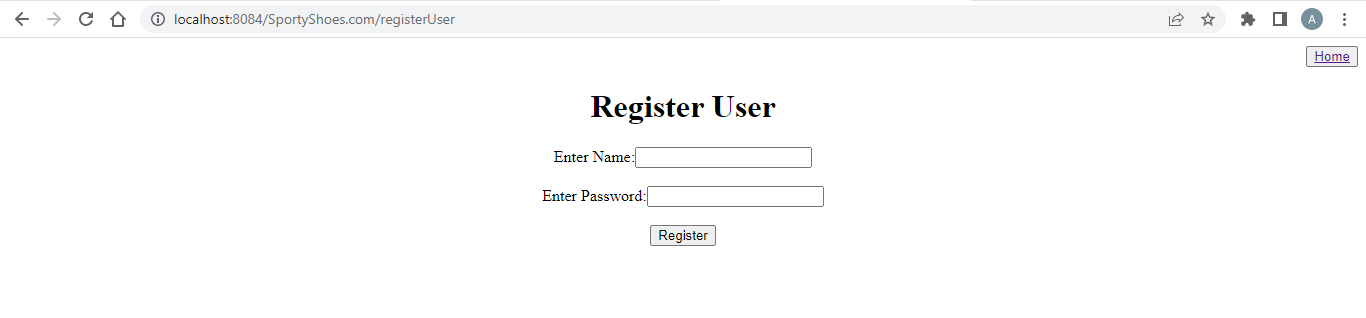 localhost:8084/SportyShoes.com/registerUser
A
Home
Register User
Enter Name:
Enter Password:
Register